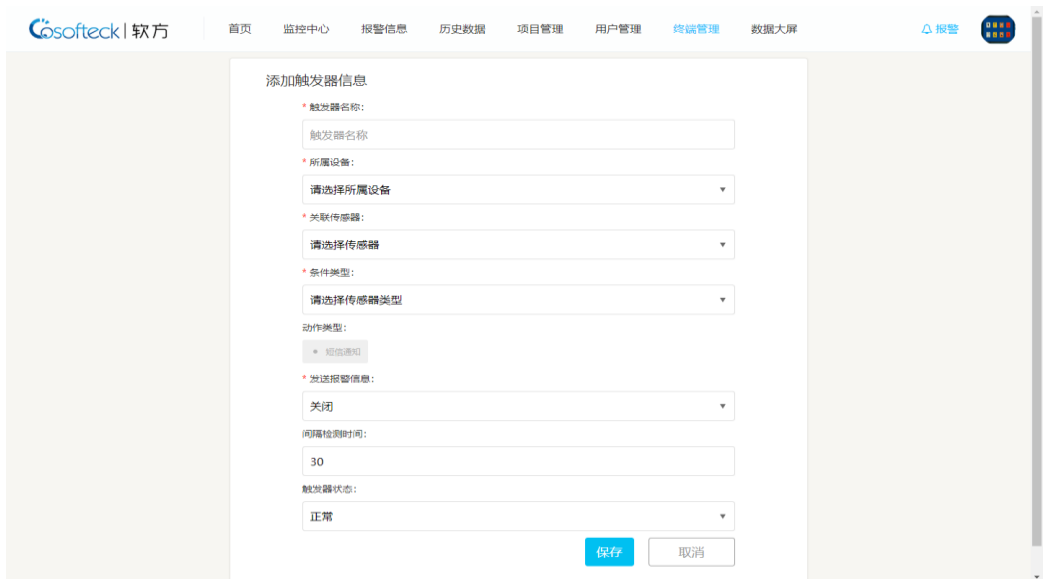 Cosofteck | 软方 首页 监控中心 报警信息 历史数据 项目管理 用户管理 终端管理 数据大屏 报警
添加触发器信息
* 触发器名称:
触发器名称
* 所属设备:
请选择所属设备
* 关联传感器:
请选择传感器
* 条件类型:
请选择传感器类型
动作类型:
短信通知
* 发送报警信息:
关闭
间隔检测时间:
30
触发器状态:
正常
保存 取消